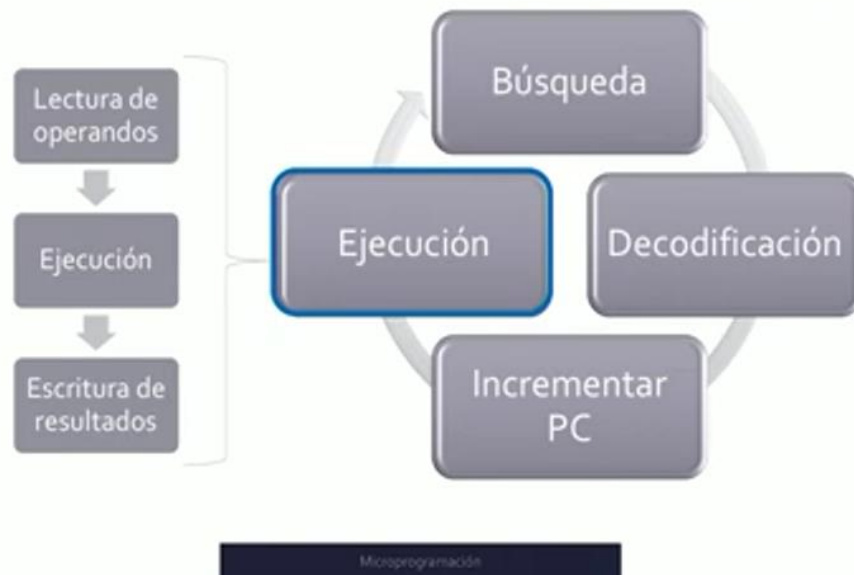 Búsqueda
Decodificación
Incrementar
PC
Ejecución
Lectura de
operandos
Ejecución
Escritura de
resultados
Microprogramación